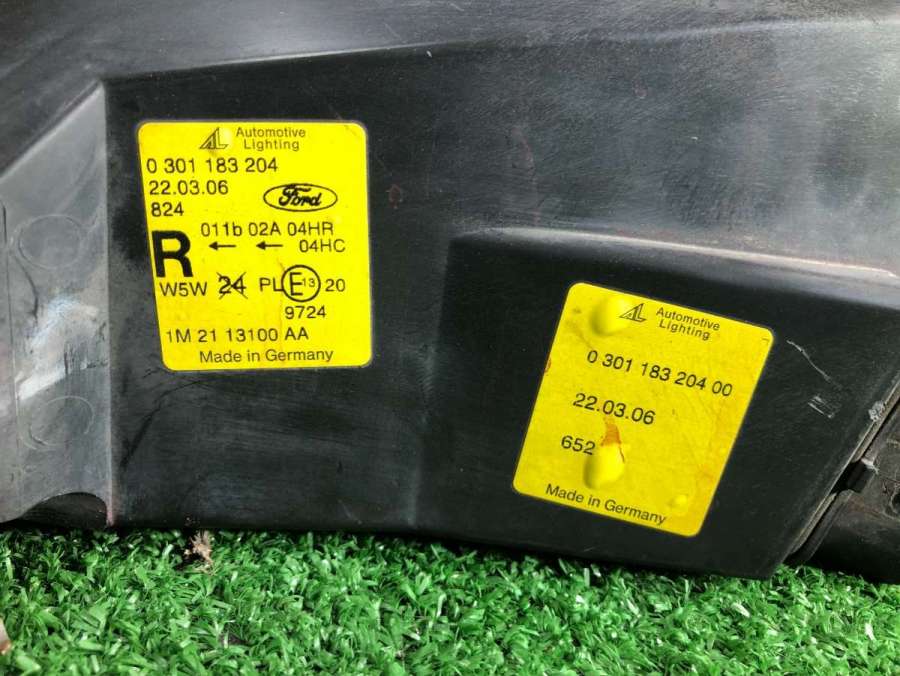 AL Automotive
Lighting
0 301 183 204
22.03.06
Ford
824
R
011b 02A 04HR
← ← 04HC
W5W 24 PL E13 20
9724
1M 21 13100 AA
Made in Germany
AL Automotive
Lighting
0 301 183 204 00
22.03.06
652
Made in Germany